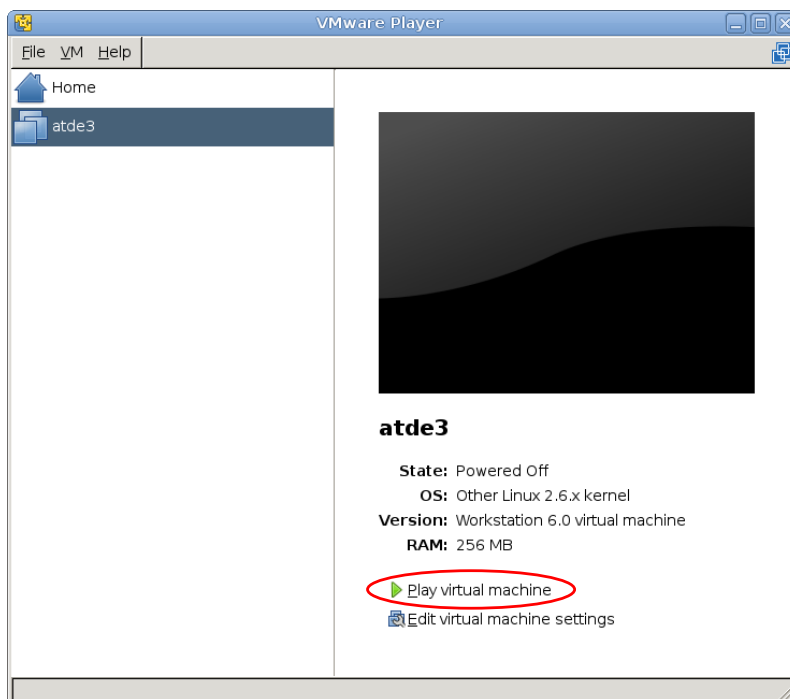 VMware Player
File VM Help
Home
atde3
atde3
State: Powered Off
OS: Other Linux 2.6.x kernel
Version: Workstation 6.0 virtual machine
RAM: 256 MB
Play virtual machine
Edit virtual machine settings